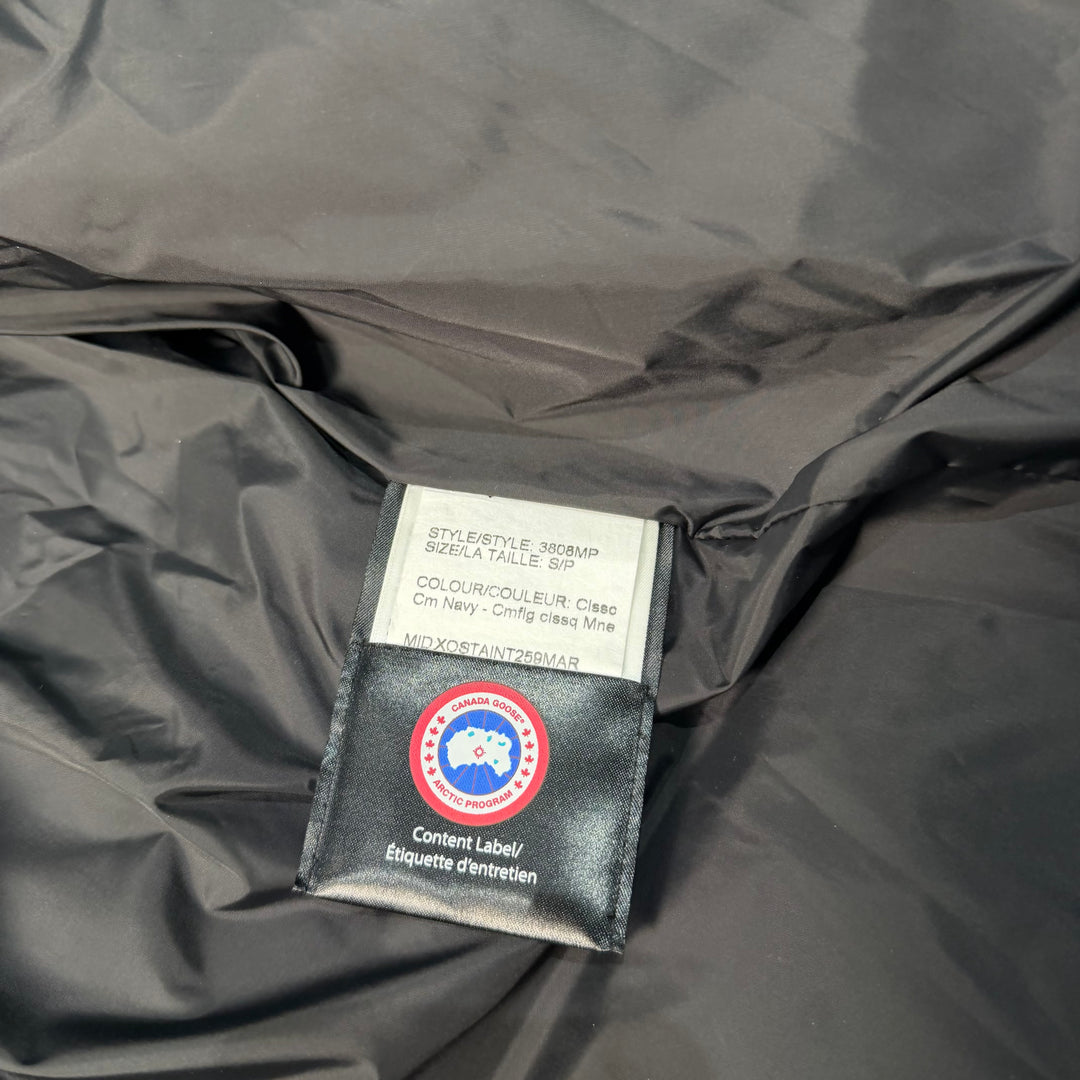 STYLE/STYLE: 3808MP
SIZE/LA TAILLE: S/P
COLOUR/COULEUR: Clssc
Cm Navy - Cmflg clssq Mne
MIDXOSTAINT259MAR
CANADA GOOSE®
ARCTIC PROGRAM
Content Label/
Étiquette d'entretien